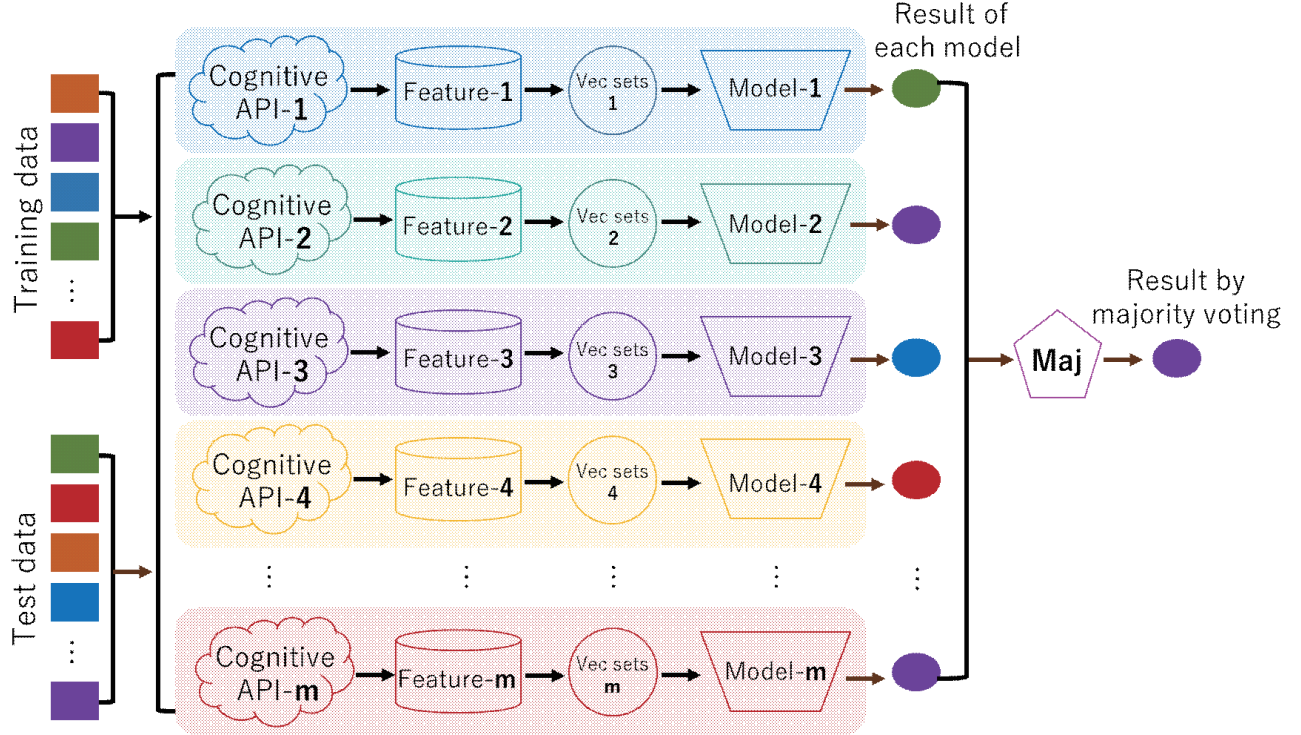 Result of
each model
Training data
Cognitive
API-1
Feature-1
Vec sets
1
Model-1
Cognitive
API-2
Feature-2
Vec sets
2
Model-2
Cognitive
API-3
Feature-3
Vec sets
3
Model-3
Result by
majority voting
Maj
Test data
Cognitive
API-4
Feature-4
Vec sets
4
Model-4
Cognitive
API-m
Feature-m
Vec sets
m
Model-m